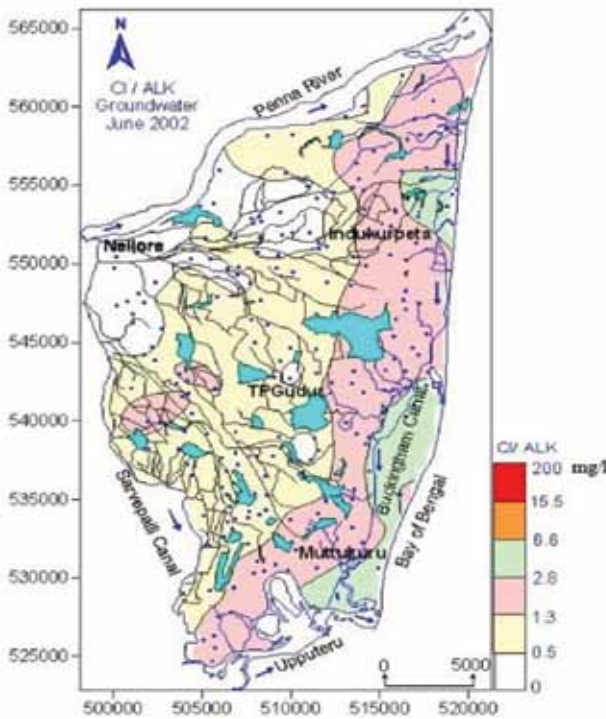 565000
560000
555000
550000
545000
540000
535000
530000
525000
N
Cl / ALK
Groundwater
June 2002
Penna River
Nellore
Indukurpeta
TPGudur
Muttukuru
Sarvepalli Canal
Buckingham Canal
Bay of Bengal
Upputeru
Cl/ ALK
200 mg/l
15.5
6.6
2.8
1.3
0.5
0
0 5000
500000 505000 510000 515000 520000